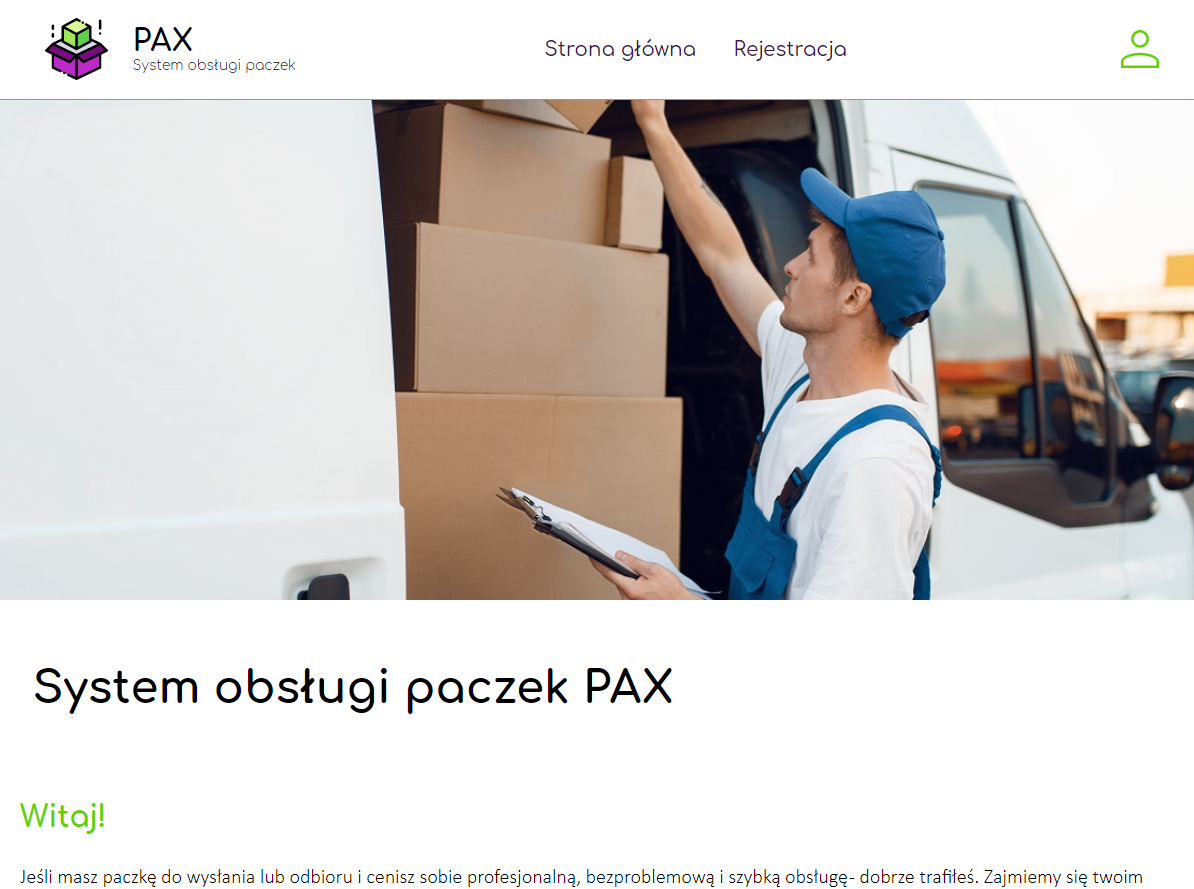 PAX
System obsługi paczek
Strona główna
Rejestracja
System obsługi paczek PAX
Witaj!
Jeśli masz paczkę do wysłania lub odbioru i cenisz sobie profesjonalną, bezproblemową i szybką obsługę- dobrze trafiłeś. Zajmiemy się twoim